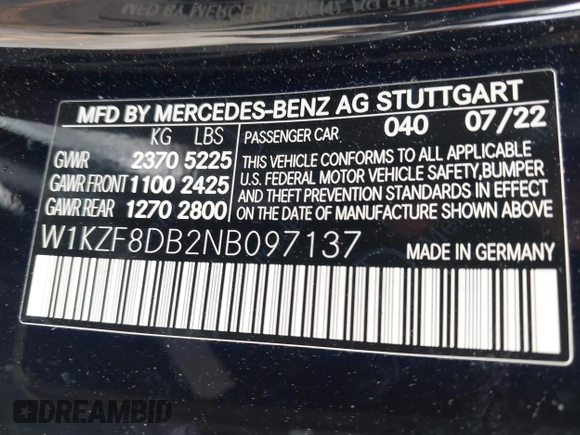 MFD BY MERCEDES-BENZ AG STUTTGART
KG LBS PASSENGER CAR 040 07/22
GVWR 2370 5225
GAWR FRONT 1100 2425
GAWR REAR 1270 2800
THIS VEHICLE CONFORMS TO ALL APPLICABLE
U.S. FEDERAL MOTOR VEHICLE SAFETY, BUMPER
AND THEFT PREVENTION STANDARDS IN EFFECT
ON THE DATE OF MANUFACTURE SHOWN ABOVE.
W1KZF8DB2NB097137 MADE IN GERMANY
DREAMBID